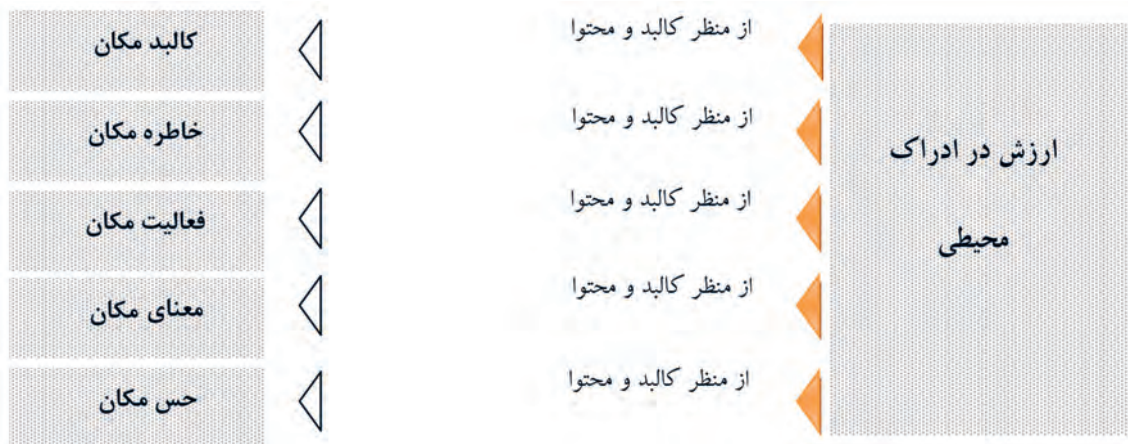 ارزش در ادراک
محیطی
از منظر کالبد و محتوا
کالبد مکان
از منظر کالبد و محتوا
خاطره مکان
از منظر کالبد و محتوا
فعالیت مکان
از منظر کالبد و محتوا
معنای مکان
از منظر کالبد و محتوا
حس مکان